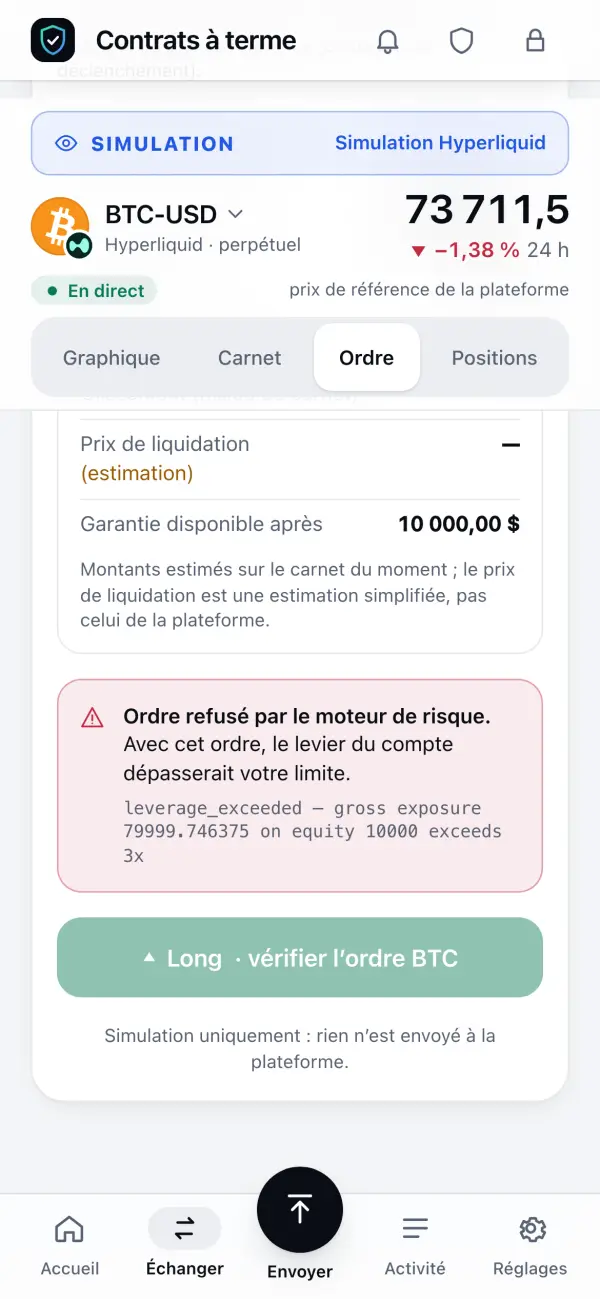 Contrats à terme
déclenchement).
SIMULATION
Simulation Hyperliquid
BTC-USD
73 711,5
Hyperliquid · perpétuel
▼ −1,38 % 24 h
En direct
prix de référence de la plateforme
Graphique
Carnet
Ordre
Positions
Prix de liquidation
(estimation)
—
Garantie disponible après
10 000,00 $
Montants estimés sur le carnet du moment ; le prix
de liquidation est une estimation simplifiée, pas
celui de la plateforme.
Ordre refusé par le moteur de risque.
Avec cet ordre, le levier du compte
dépasserait votre limite.
leverage_exceeded — gross exposure
79999.746375 on equity 10000 exceeds
3x
▲ Long · vérifier l’ordre BTC
Simulation uniquement : rien n’est envoyé à la
plateforme.
Accueil
Échanger
Envoyer
Activité
Réglages